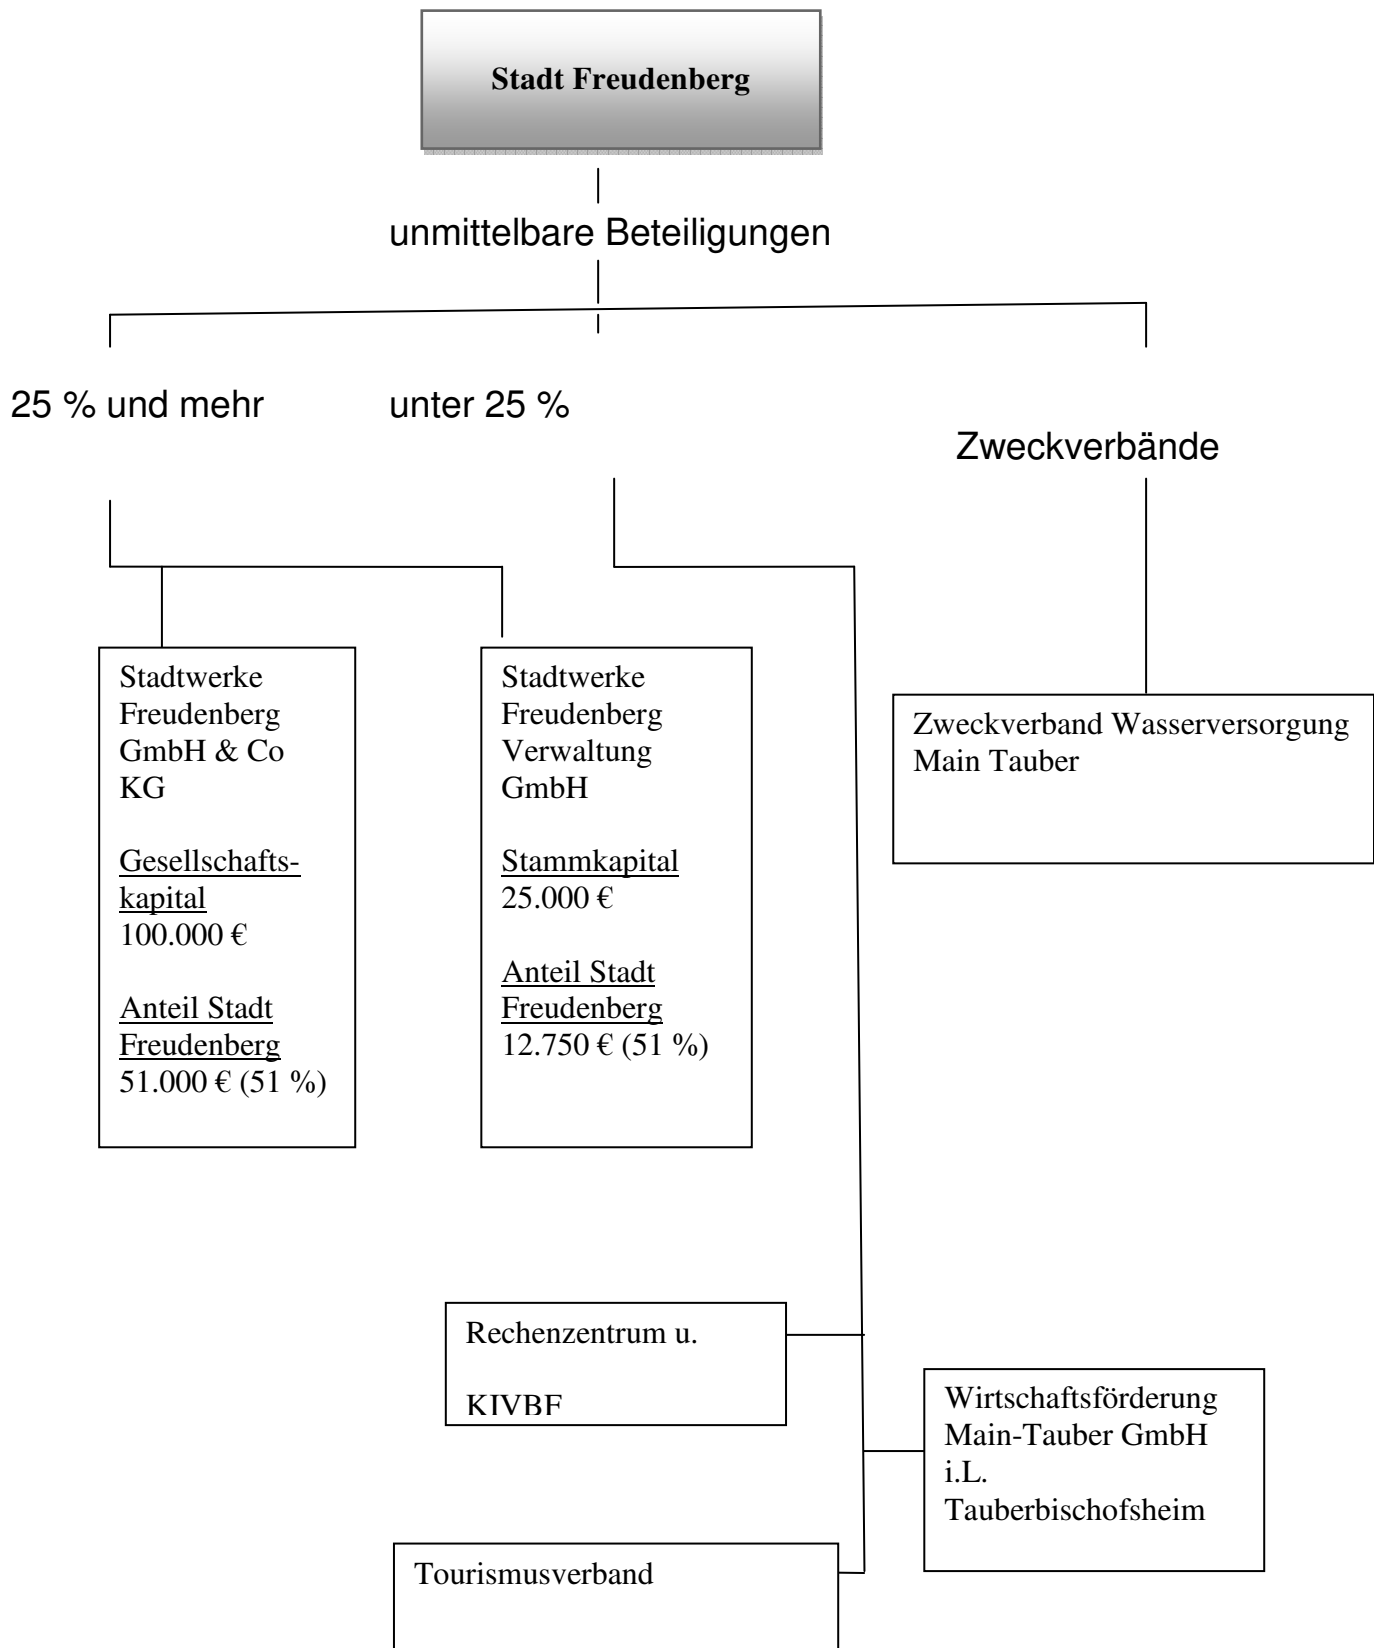 Stadt Freudenberg
unmittelbare Beteiligungen
25 % und mehr
unter 25 %
Zweckverbände
Stadtwerke
Freudenberg
GmbH & Co
KG
Gesellschafts-
kapital
100.000 €
Anteil Stadt
Freudenberg
51.000 € (51 %)
Stadtwerke
Freudenberg
Verwaltung
GmbH
Stammkapital
25.000 €
Anteil Stadt
Freudenberg
12.750 € (51 %)
Zweckverband Wasserversorgung
Main Tauber
Rechenzentrum u.
KIVBF
Wirtschaftsförderung
Main-Tauber GmbH
i.L.
Tauberbischofsheim
Tourismusverband